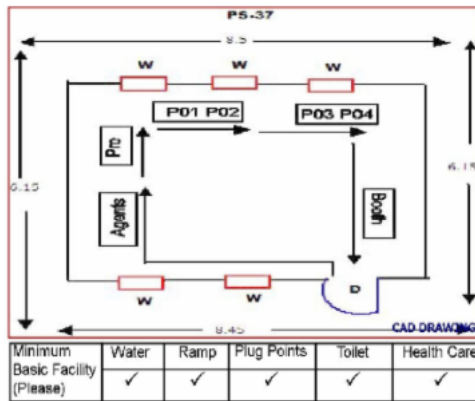 PS-37
8.5
W W W
P01 P02
P03 P04
Pro
6.15
6.15
Agents
Booth
D
W W
8.45
CAD DRAWING
Minimum Basic Facility (Please)
Water Ramp Plug Points Toilet Health Care
✓ ✓ ✓ ✓ ✓